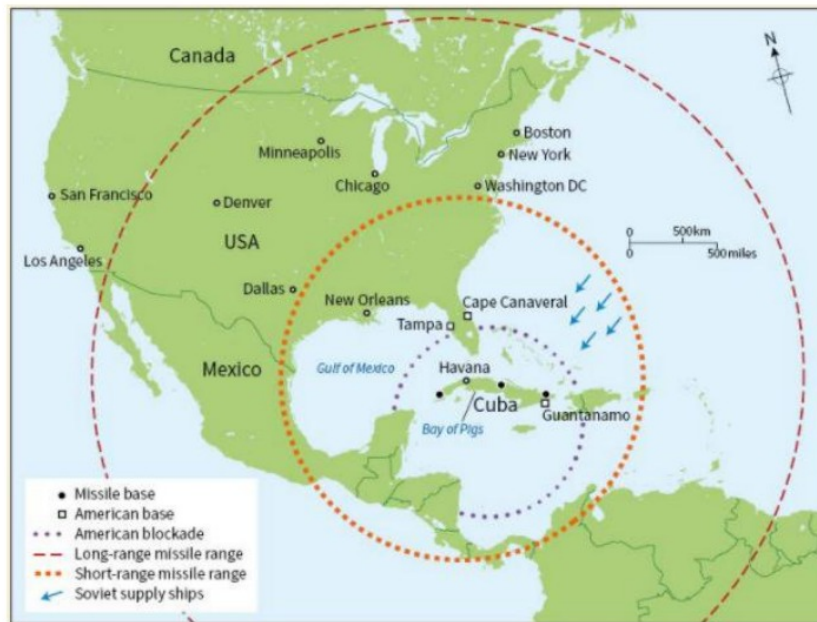 Canada
N
Boston
Minneapolis
New York
Chicago
Washington DC
San Francisco
Denver
0 500km
USA
0 500miles
Los Angeles
Dallas
Cape Canaveral
New Orleans
Tampa
Mexico
Gulf of Mexico
Havana
Cuba
Guantanamo
Bay of Pigs
Missile base
American base
American blockade
Long-range missile range
Short-range missile range
Soviet supply ships